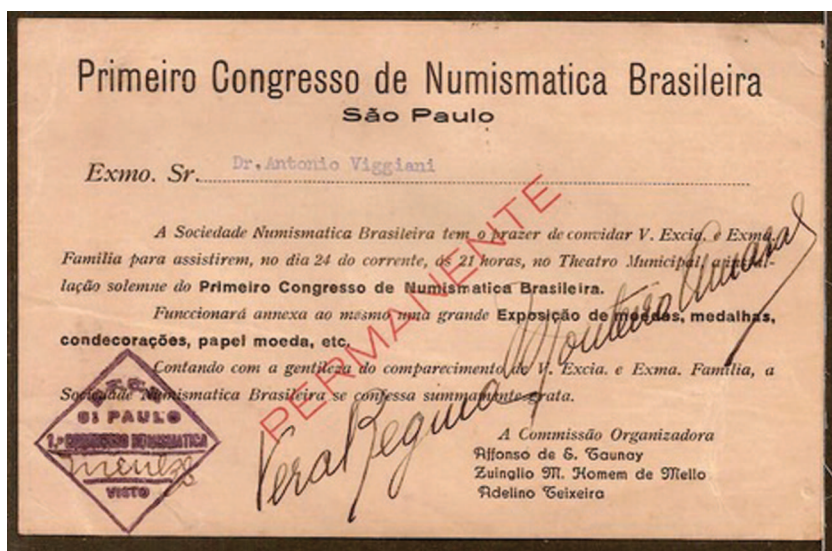 Primeiro Congresso de Numismatica Brasileira
São Paulo
Exmo. Sr. Dr. Antonio Viggiani
A Sociedade Numismatica Brasileira tem o prazer de convidar V. Excia. e Exma.
Familia para assistirem, no dia 24 do corrente, ás 21 horas, no Theatro Municipal, a instal-
lação solemne do Primeiro Congresso de Numismatica Brasileira.
Funccionará annexa ao mesmo uma grande Exposição de moedas, medalhas,
condecorações, papel moeda, etc.
Contando com a gentileza do comparecimento de V. Excia. e Exma. Familia, a
Sociedade Numismatica Brasileira se confessa summamente grata.
PERMANENTE
Vera Regina Monteiro Amaral
A Commissão Organizadora
Affonso de E. Taunay
Zuinglio M. Homem de Mello
Adelino Teixeira
S. PAULO
1.º CONGRESSO NUMISMATICA
VISTO